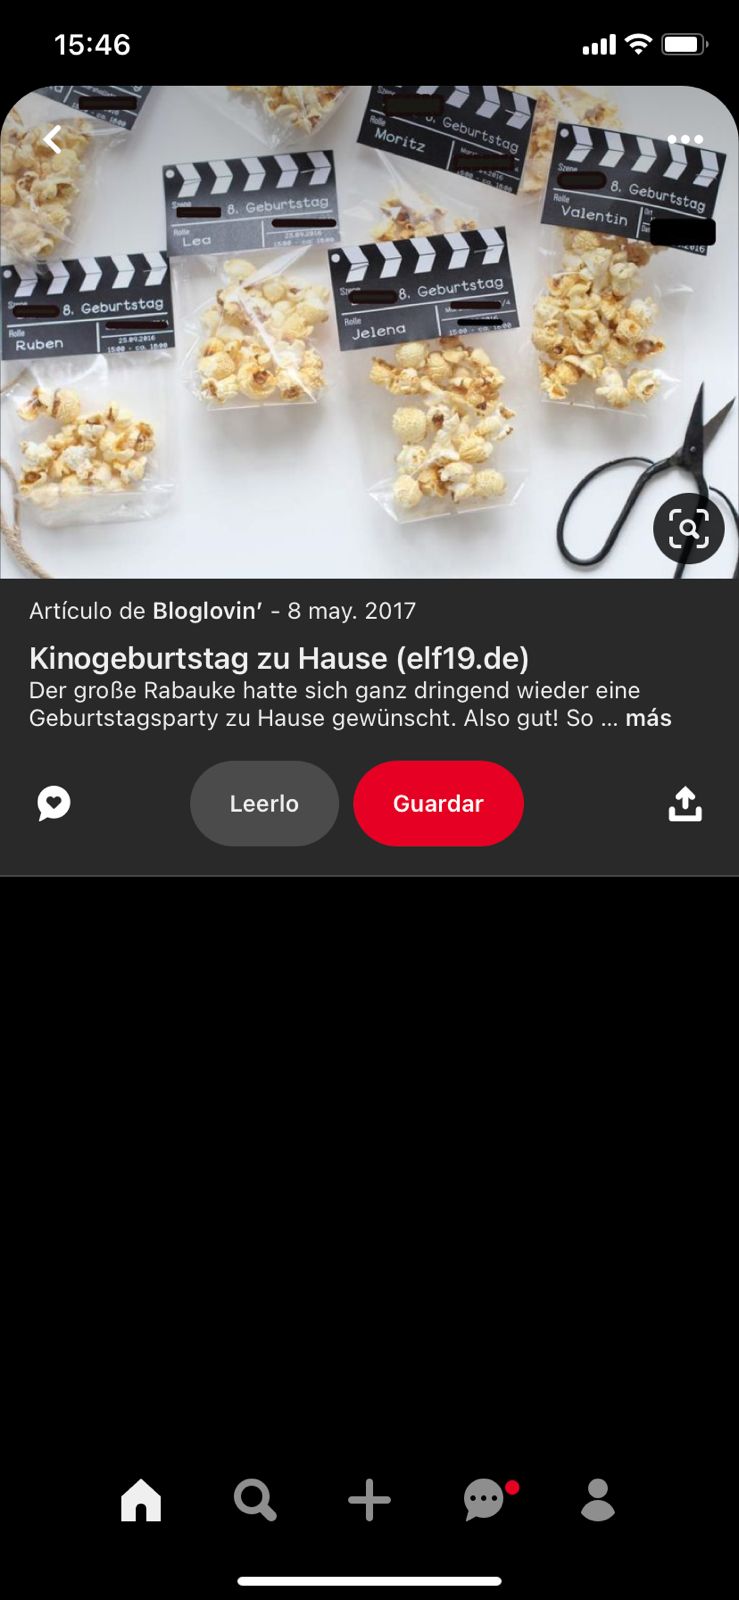 15:46
Szene
8. Geburtstag
Rolle
Moritz
Szene
8. Geburtstag
Rolle
Valentin
8. Geburtstag
Rolle
Lea
25.09.2016
15:00 - ca. 18:00
Szene
8. Geburtstag
Rolle
Jelena
15:00 - ca. 18:00
8. Geburtstag
Rolle
Ruben
25.09.2016
15:00 - ca. 18:00
Artículo de Bloglovin’ - 8 may. 2017
Kinogeburtstag zu Hause (elf19.de)
Der große Rabauke hatte sich ganz dringend wieder eine
Geburtstagsparty zu Hause gewünscht. Also gut! So ... más
Leerlo
Guardar